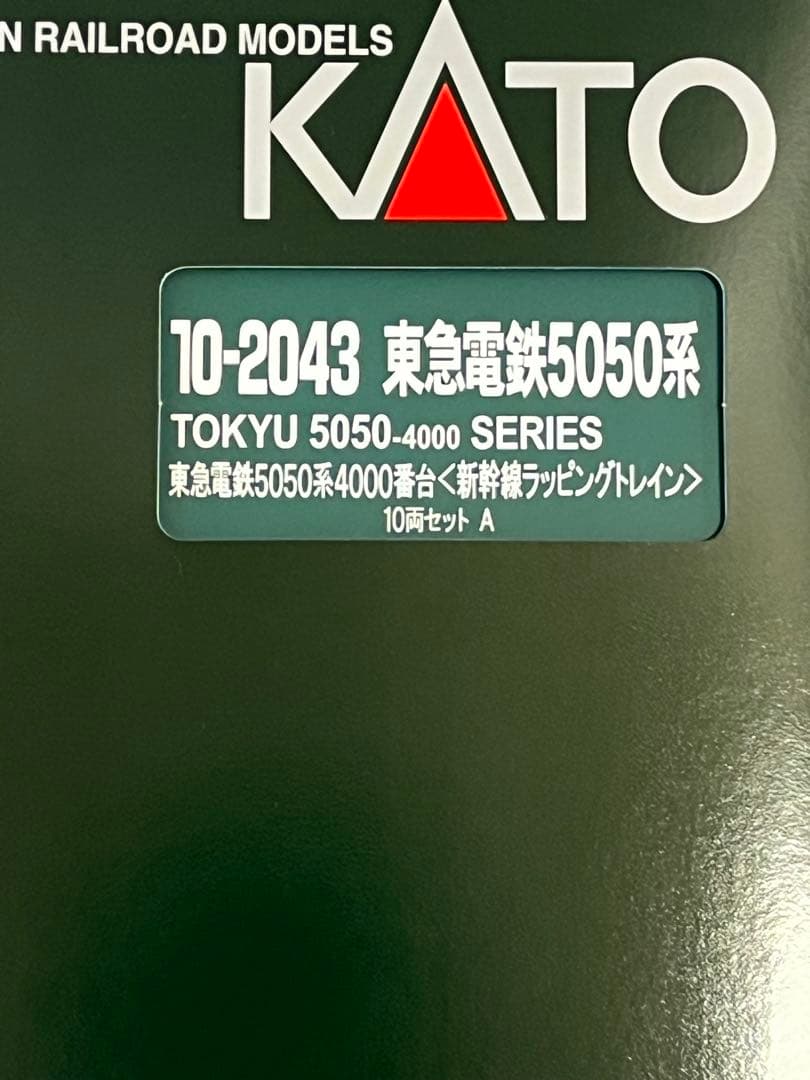 N RAILROAD MODELS
KATO
10-2043 東急電鉄5050系
TOKYU 5050-4000 SERIES
東急電鉄5050系4000番台<新幹線ラッピングトレイン>
10両セット A